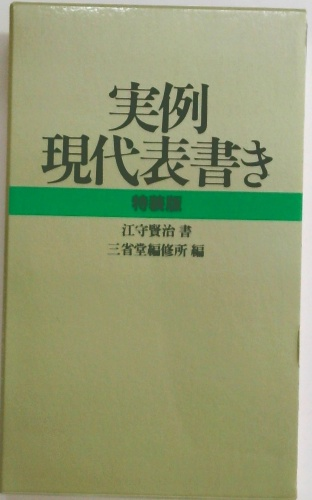 実例
現代表書き
特装版
江守賢治 書
三省堂編修所 編